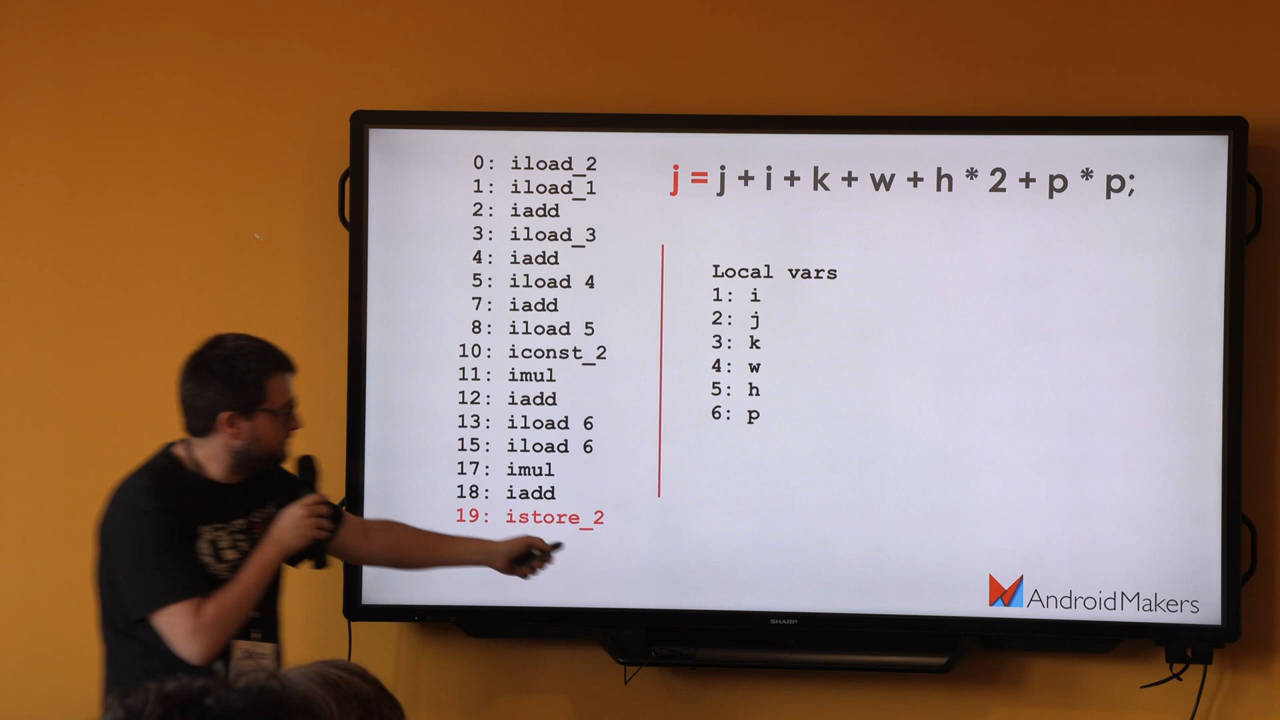 0: iload_2
1: iload_1
2: iadd
3: iload_3
4: iadd
5: iload 4
7: iadd
8: iload 5
10: iconst_2
11: imul
12: iadd
13: iload 6
15: iload 6
17: imul
18: iadd
19: istore_2
j = j + i + k + w + h * 2 + p * p;
Local vars
1: i
2: j
3: k
4: w
5: h
6: p
AndroidMakers
SHARP